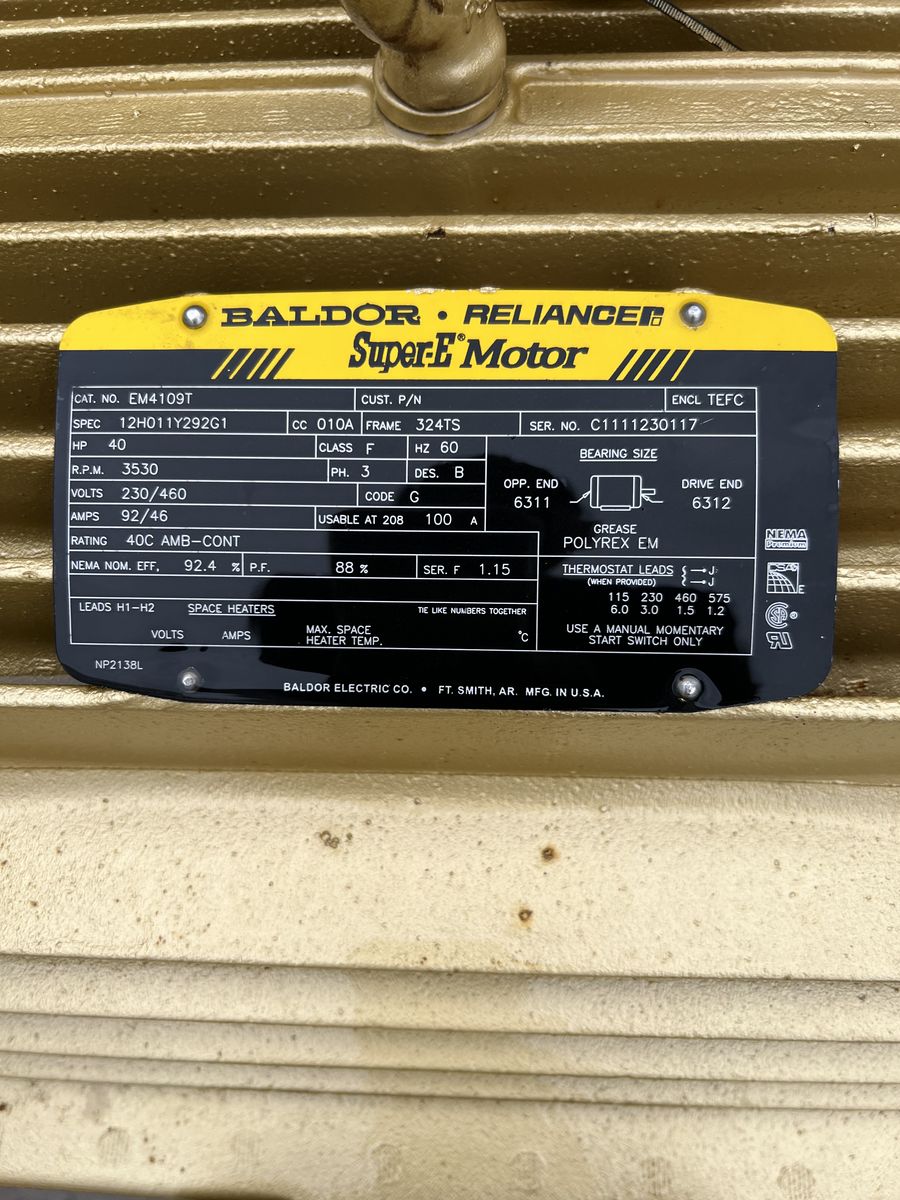 BALDOR • RELIANCE
Super-E® Motor
CAT. NO. EM4109T CUST. P/N ENCL TEFC
SPEC 12H011Y292G1 CC 010A FRAME 324TS SER. NO. C1111230117
HP 40 CLASS F HZ 60
R.P.M. 3530 PH. 3 DES. B
VOLTS 230/460 CODE G
AMPS 92/46 USABLE AT 208 100 A
BEARING SIZE
OPP. END DRIVE END
6311 6312
GREASE
POLYREX EM
RATING 40C AMB-CONT
NEMA NOM. EFF. 92.4 % P.F. 88 % SER. F 1.15
LEADS H1-H2 SPACE HEATERS TIE LIKE NUMBERS TOGETHER
VOLTS AMPS MAX. SPACE HEATER TEMP. °C
THERMOSTAT LEADS J
(WHEN PROVIDED) J
115 230 460 575
6.0 3.0 1.5 1.2
USE A MANUAL MOMENTARY
START SWITCH ONLY
NEMA
Premium
CSA E
NP2138L
BALDOR ELECTRIC CO. • FT. SMITH, AR. MFG. IN U.S.A.